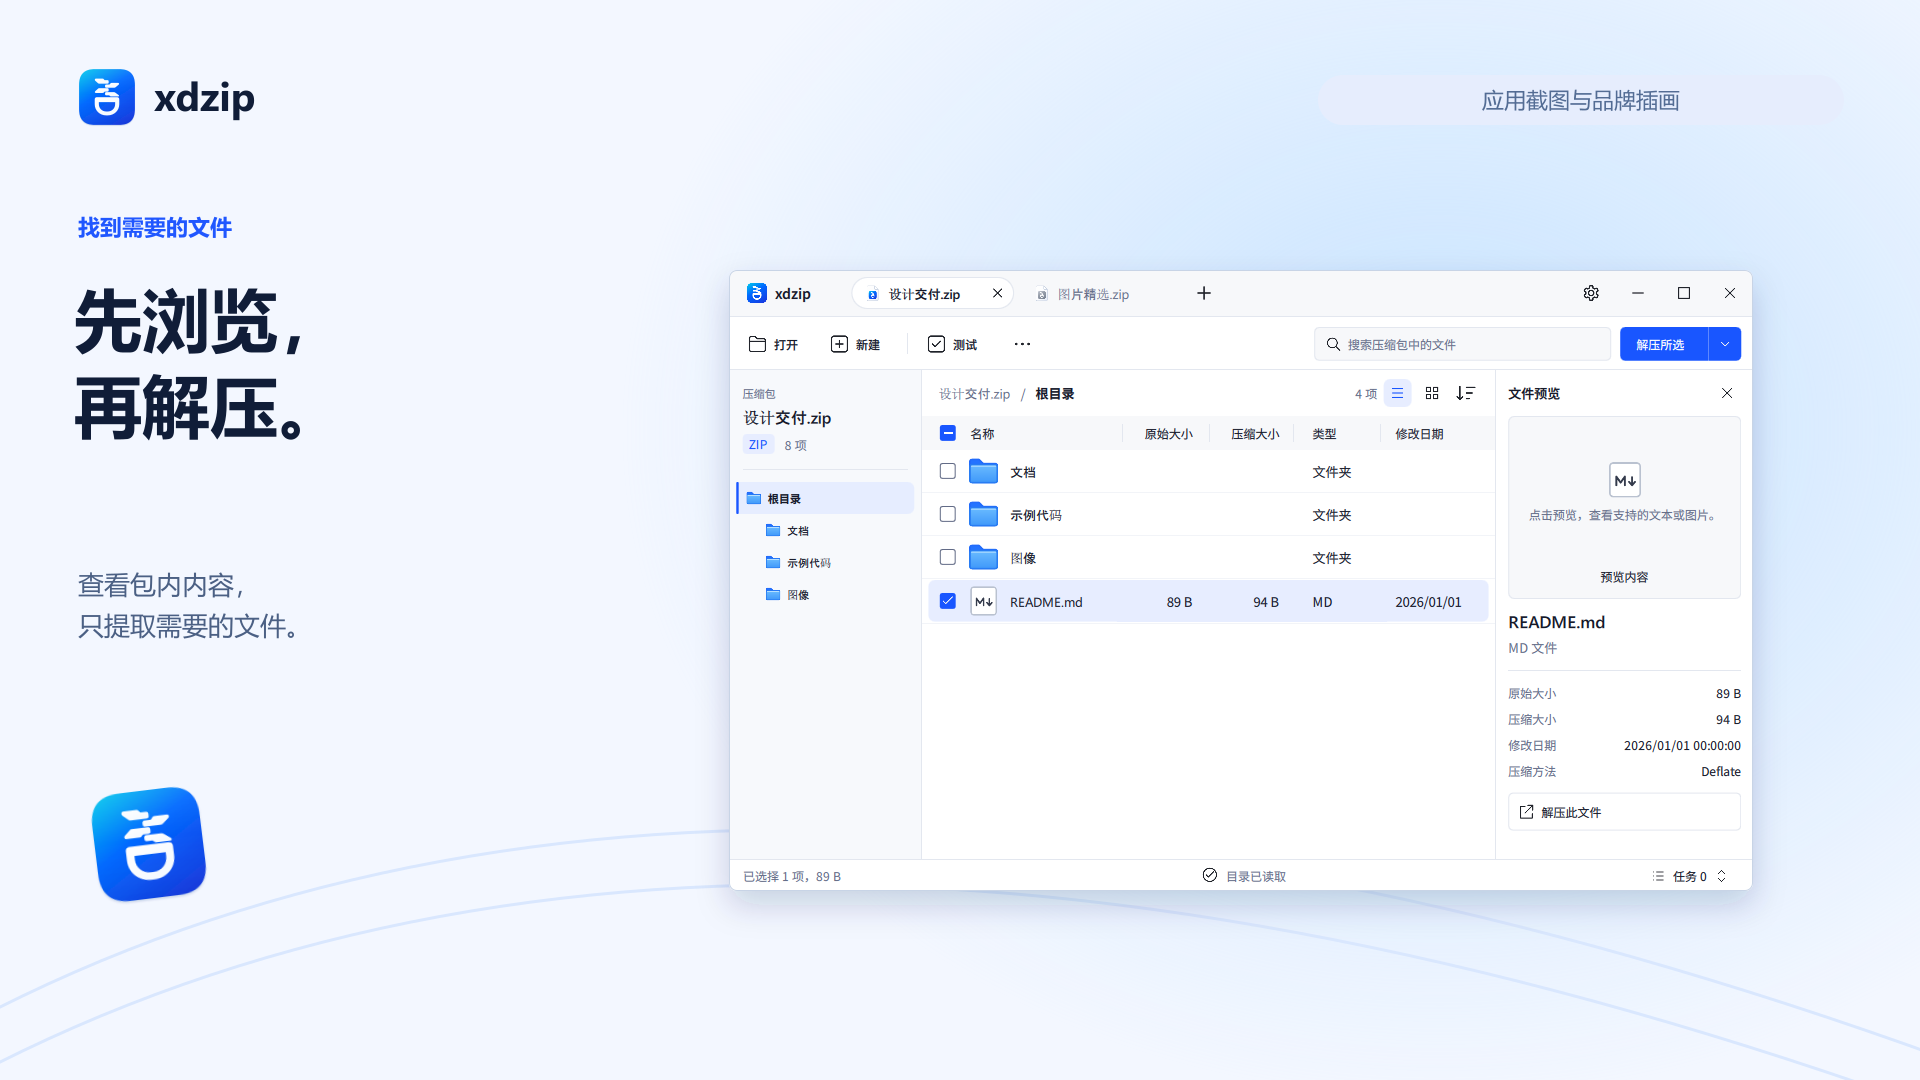 xdzip
应用截图与品牌插画
找到需要的文件
先浏览，
再解压。
查看包内内容，
只提取需要的文件。
xdzip
设计交付.zip
图片精选.zip
打开
新建
测试
搜索压缩包中的文件
解压所选
压缩包
设计交付.zip
ZIP 8 项
根目录
文档
示例代码
图像
设计交付.zip / 根目录
4 项
名称 原始大小 压缩大小 类型 修改日期
文档 文件夹
示例代码 文件夹
图像 文件夹
README.md 89 B 94 B MD 2026/01/01
文件预览
点击预览，查看支持的文本或图片。
预览内容
README.md
MD 文件
原始大小 89 B
压缩大小 94 B
修改日期 2026/01/01 00:00:00
压缩方法 Deflate
解压此文件
已选择 1 项，89 B
目录已读取
任务 0